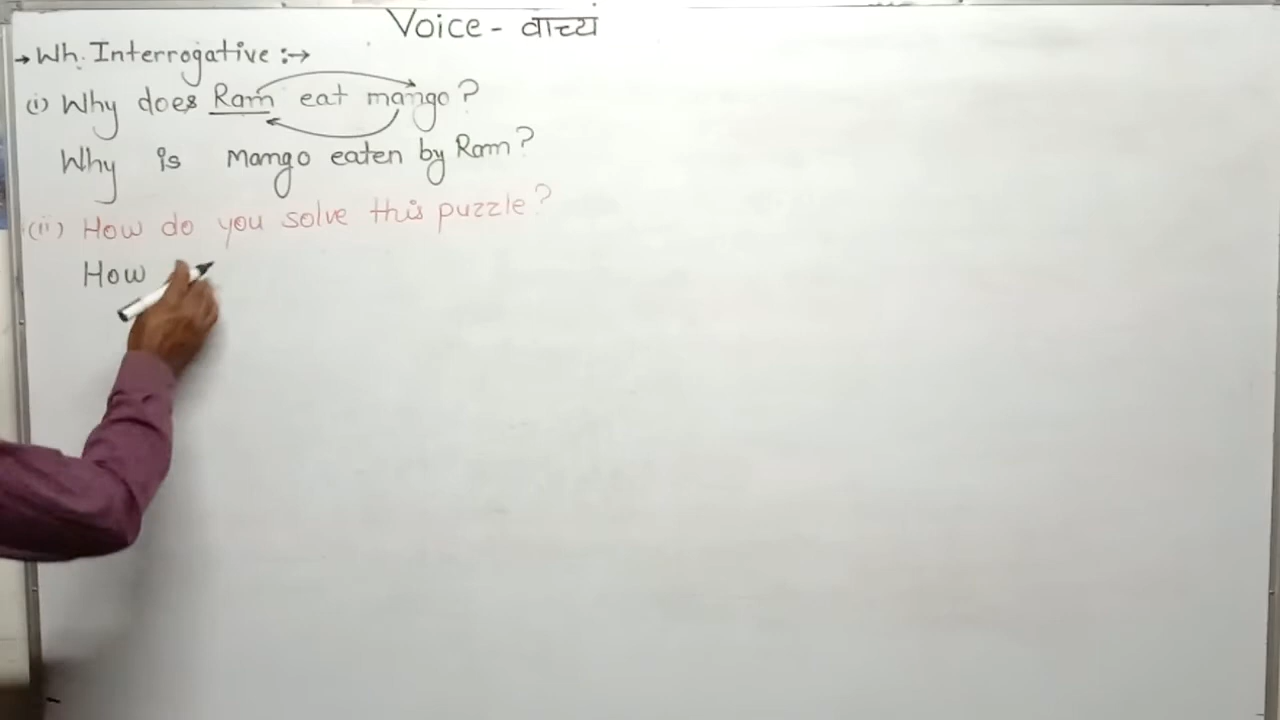 Voice - वाच्यं
→ Wh. Interrogative :→
(i) Why does Ram eat mango?
Why is Mango eaten by Ram?
(ii) How do you solve this puzzle?
How